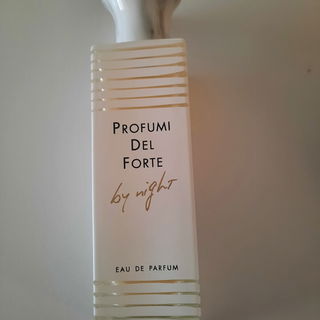 PROFUMI
DEL
FORTE
by night
EAU DE PARFUM